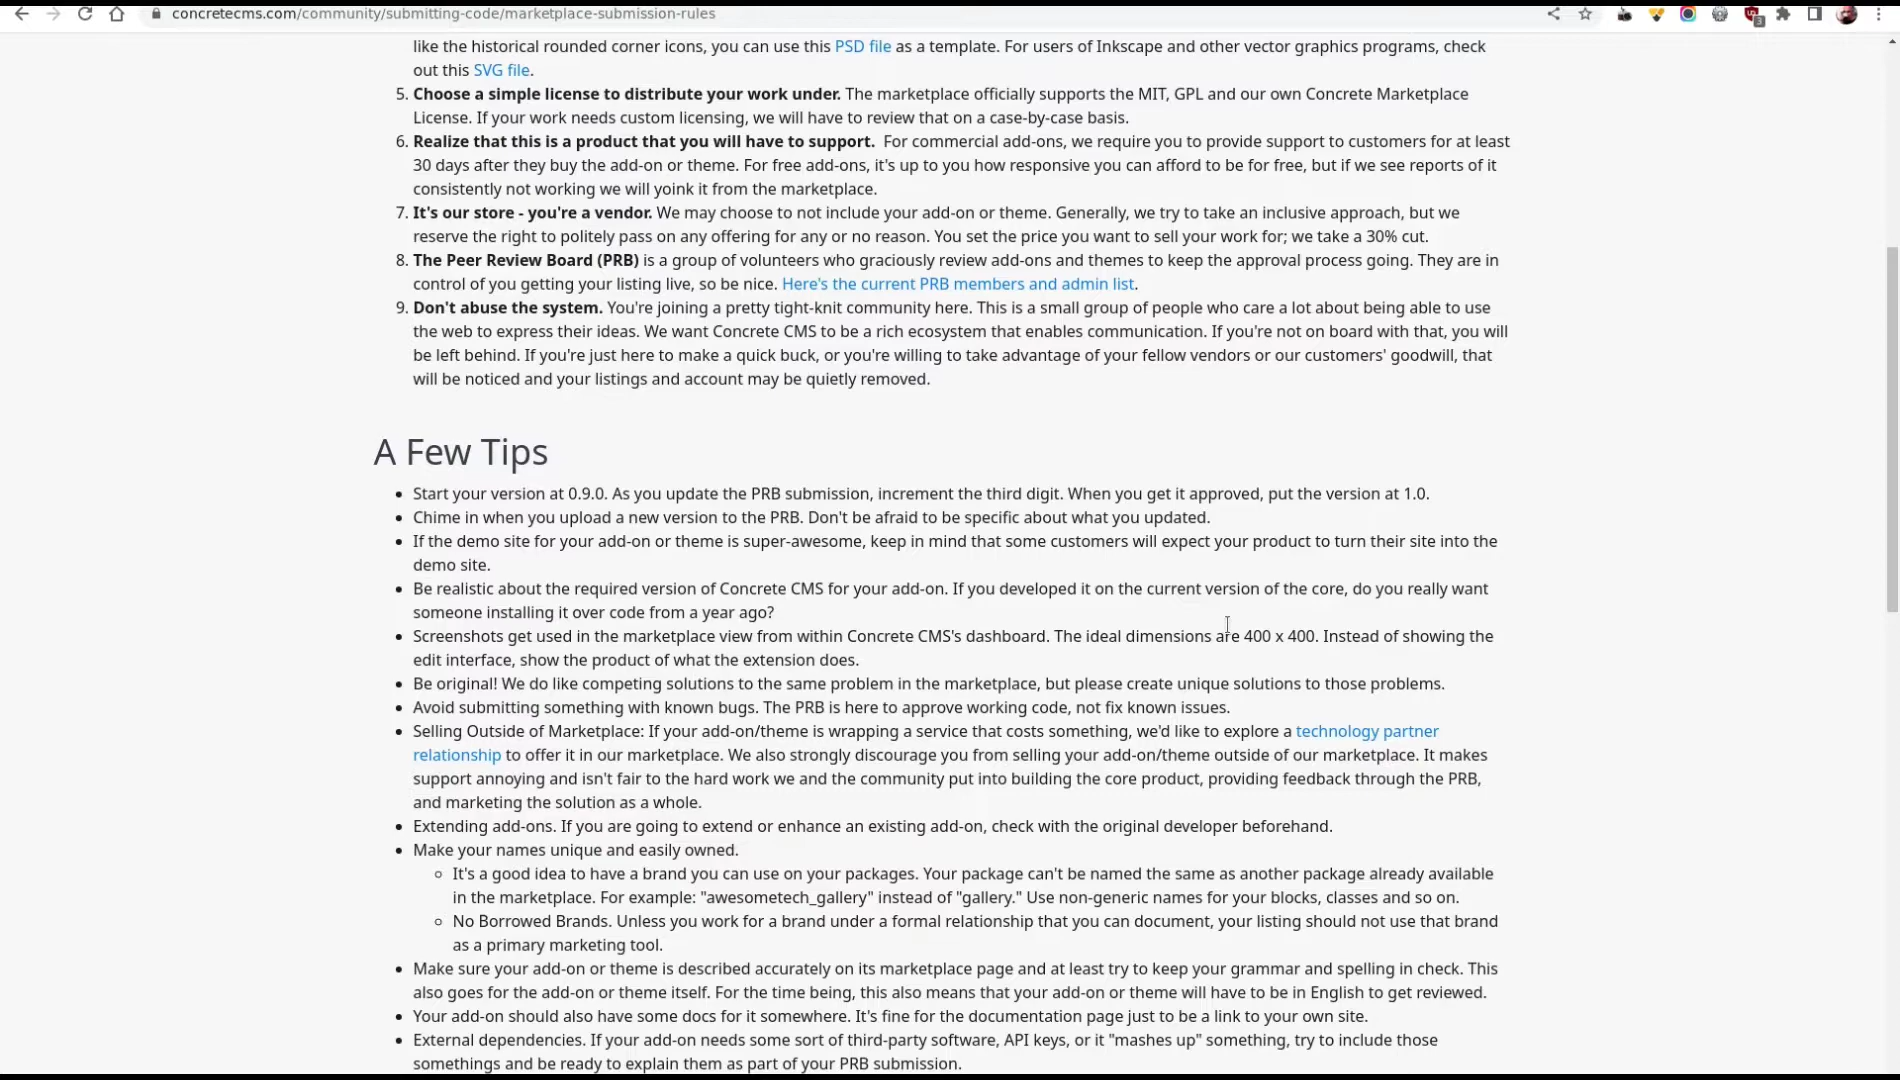 concretecms.com/community/submitting-code/marketplace-submission-rules
3
like the historical rounded corner icons, you can use this PSD file as a template. For users of Inkscape and other vector graphics programs, check
out this SVG file.
5. Choose a simple license to distribute your work under. The marketplace officially supports the MIT, GPL and our own Concrete Marketplace
License. If your work needs custom licensing, we will have to review that on a case-by-case basis.
6. Realize that this is a product that you will have to support. For commercial add-ons, we require you to provide support to customers for at least
30 days after they buy the add-on or theme. For free add-ons, it's up to you how responsive you can afford to be for free, but if we see reports of it
consistently not working we will yoink it from the marketplace.
7. It's our store - you're a vendor. We may choose to not include your add-on or theme. Generally, we try to take an inclusive approach, but we
reserve the right to politely pass on any offering for any or no reason. You set the price you want to sell your work for; we take a 30% cut.
8. The Peer Review Board (PRB) is a group of volunteers who graciously review add-ons and themes to keep the approval process going. They are in
control of you getting your listing live, so be nice. Here's the current PRB members and admin list.
9. Don't abuse the system. You're joining a pretty tight-knit community here. This is a small group of people who care a lot about being able to use
the web to express their ideas. We want Concrete CMS to be a rich ecosystem that enables communication. If you're not on board with that, you will
be left behind. If you're just here to make a quick buck, or you're willing to take advantage of your fellow vendors or our customers' goodwill, that
will be noticed and your listings and account may be quietly removed.
A Few Tips
• Start your version at 0.9.0. As you update the PRB submission, increment the third digit. When you get it approved, put the version at 1.0.
• Chime in when you upload a new version to the PRB. Don't be afraid to be specific about what you updated.
• If the demo site for your add-on or theme is super-awesome, keep in mind that some customers will expect your product to turn their site into the
demo site.
• Be realistic about the required version of Concrete CMS for your add-on. If you developed it on the current version of the core, do you really want
someone installing it over code from a year ago?
• Screenshots get used in the marketplace view from within Concrete CMS's dashboard. The ideal dimensions are 400 x 400. Instead of showing the
edit interface, show the product of what the extension does.
• Be original! We do like competing solutions to the same problem in the marketplace, but please create unique solutions to those problems.
• Avoid submitting something with known bugs. The PRB is here to approve working code, not fix known issues.
• Selling Outside of Marketplace: If your add-on/theme is wrapping a service that costs something, we'd like to explore a technology partner
relationship to offer it in our marketplace. We also strongly discourage you from selling your add-on/theme outside of our marketplace. It makes
support annoying and isn't fair to the hard work we and the community put into building the core product, providing feedback through the PRB,
and marketing the solution as a whole.
• Extending add-ons. If you are going to extend or enhance an existing add-on, check with the original developer beforehand.
• Make your names unique and easily owned.
◦ It's a good idea to have a brand you can use on your packages. Your package can't be named the same as another package already available
in the marketplace. For example: "awesometech_gallery" instead of "gallery." Use non-generic names for your blocks, classes and so on.
◦ No Borrowed Brands. Unless you work for a brand under a formal relationship that you can document, your listing should not use that brand
as a primary marketing tool.
• Make sure your add-on or theme is described accurately on its marketplace page and at least try to keep your grammar and spelling in check. This
also goes for the add-on or theme itself. For the time being, this also means that your add-on or theme will have to be in English to get reviewed.
• Your add-on should also have some docs for it somewhere. It's fine for the documentation page just to be a link to your own site.
• External dependencies. If your add-on needs some sort of third-party software, API keys, or it "mashes up" something, try to include those
somethings and be ready to explain them as part of your PRB submission.